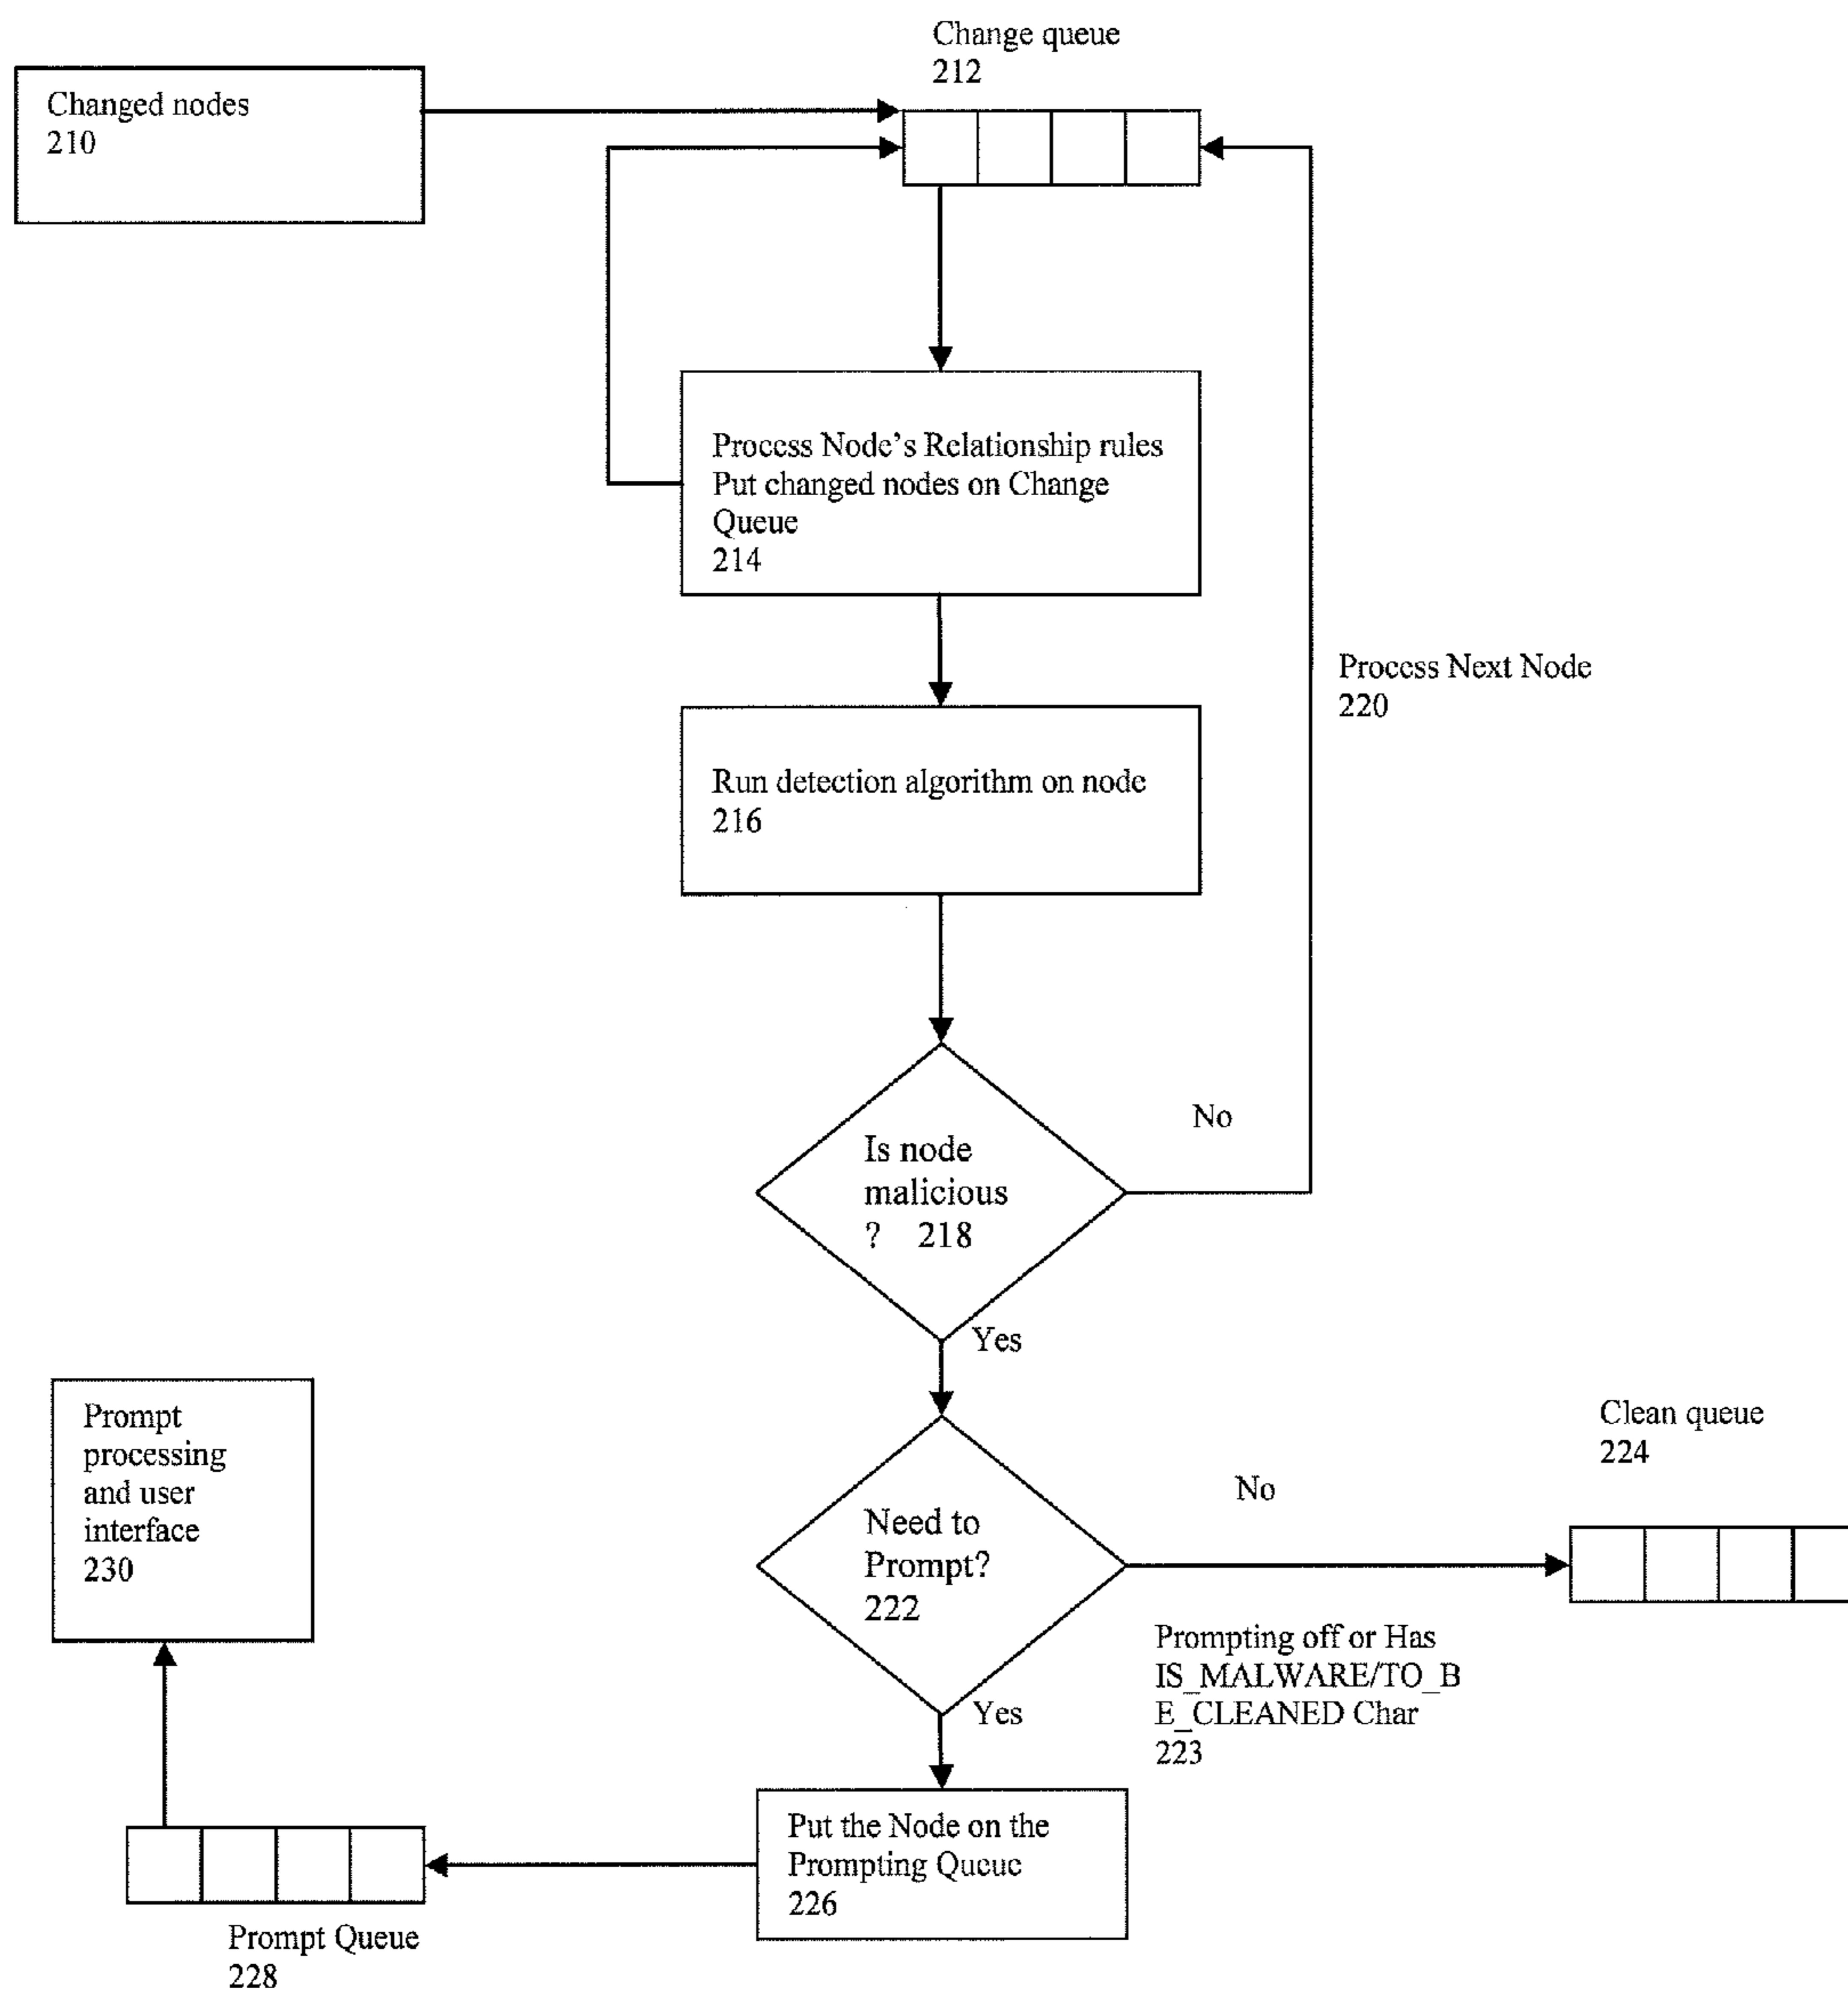 Change queue
212
Changed nodes
210
Process Node's Relationship rules
Put changed nodes on Change
Queue
214
Process Next Node
220
Run detection algorithm on node
216
No
Is node
malicious
? 218
Yes
Prompt
processing
and user
interface
230
Clean queue
224
No
Need to
Prompt?
222
Prompting off or Has
IS_MALWARE/TO_B
E_CLEANED Char
223
Yes
Put the Node on the
Prompting Queue
226
Prompt Queue
228